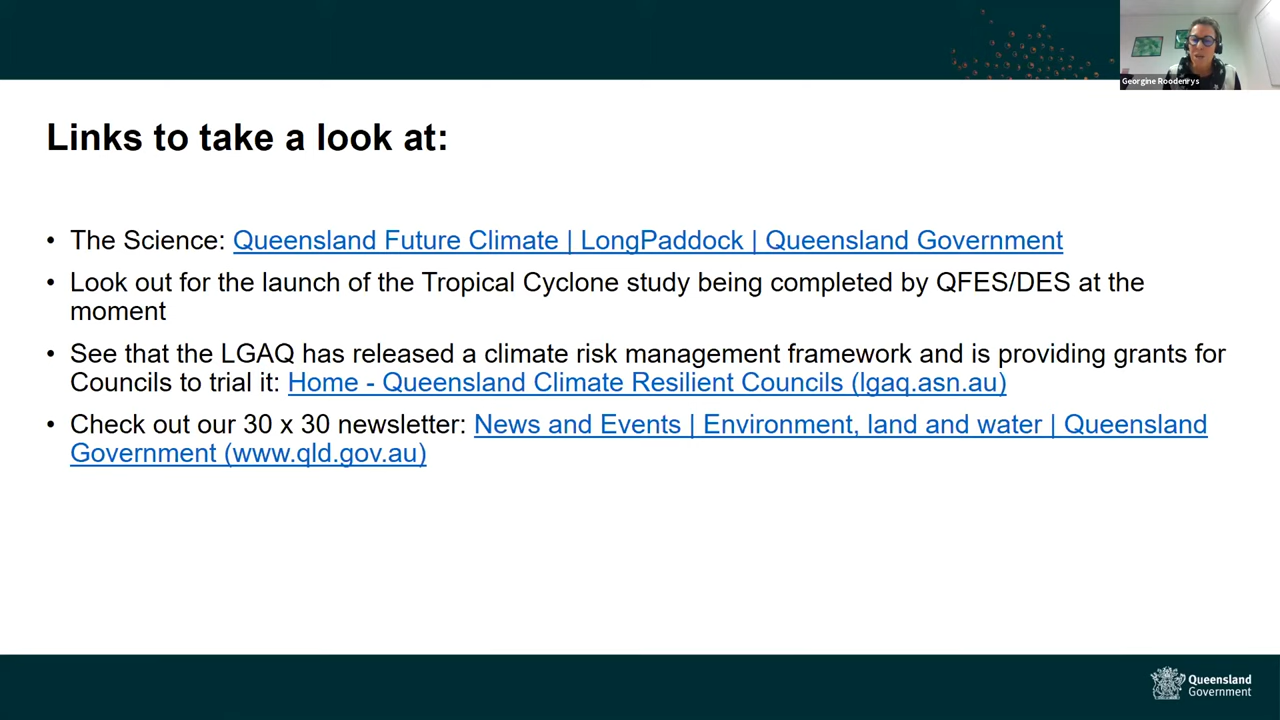 Georgine Roodenrys
Links to take a look at:
• The Science: Queensland Future Climate | LongPaddock | Queensland Government
• Look out for the launch of the Tropical Cyclone study being completed by QFES/DES at the
moment
• See that the LGAQ has released a climate risk management framework and is providing grants for
Councils to trial it: Home - Queensland Climate Resilient Councils (lgaq.asn.au)
• Check out our 30 x 30 newsletter: News and Events | Environment, land and water | Queensland
Government (www.qld.gov.au)
Queensland
Government